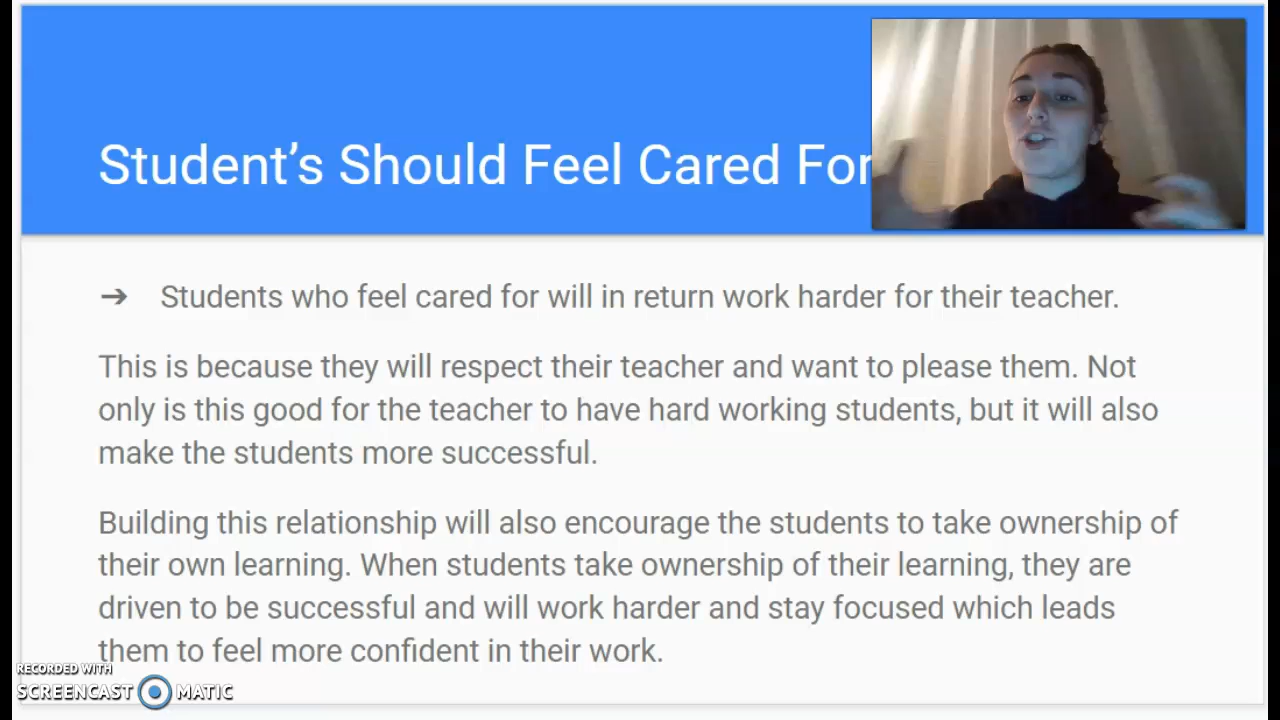 Student's Should Feel Cared For
➔ Students who feel cared for will in return work harder for their teacher.
This is because they will respect their teacher and want to please them. Not
only is this good for the teacher to have hard working students, but it will also
make the students more successful.
Building this relationship will also encourage the students to take ownership of
their own learning. When students take ownership of their learning, they are
driven to be successful and will work harder and stay focused which leads
them to feel more confident in their work.
RECORDED WITH
SCREENCAST MATIC